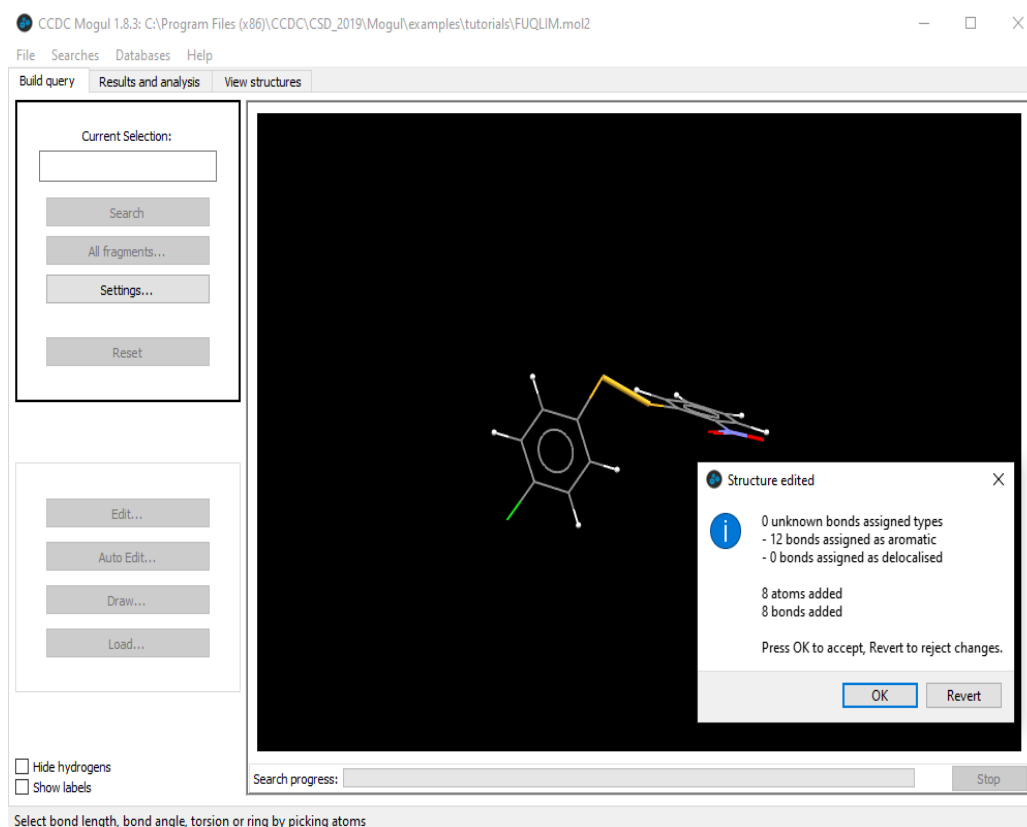 CCDC Mogul 1.8.3: C:\Program Files (x86)\CCDC\CSD_2019\Mogul\examples\tutorials\FUQLIM.mol2
File Searches Databases Help
Build query Results and analysis View structures
Current Selection:
Search
All fragments...
Settings...
Reset
Edit...
Auto Edit...
Draw...
Load...
Structure edited
0 unknown bonds assigned types
- 12 bonds assigned as aromatic
- 0 bonds assigned as delocalised
8 atoms added
8 bonds added
Press OK to accept, Revert to reject changes.
OK Revert
Hide hydrogens
Show labels
Search progress:
Stop
Select bond length, bond angle, torsion or ring by picking atoms